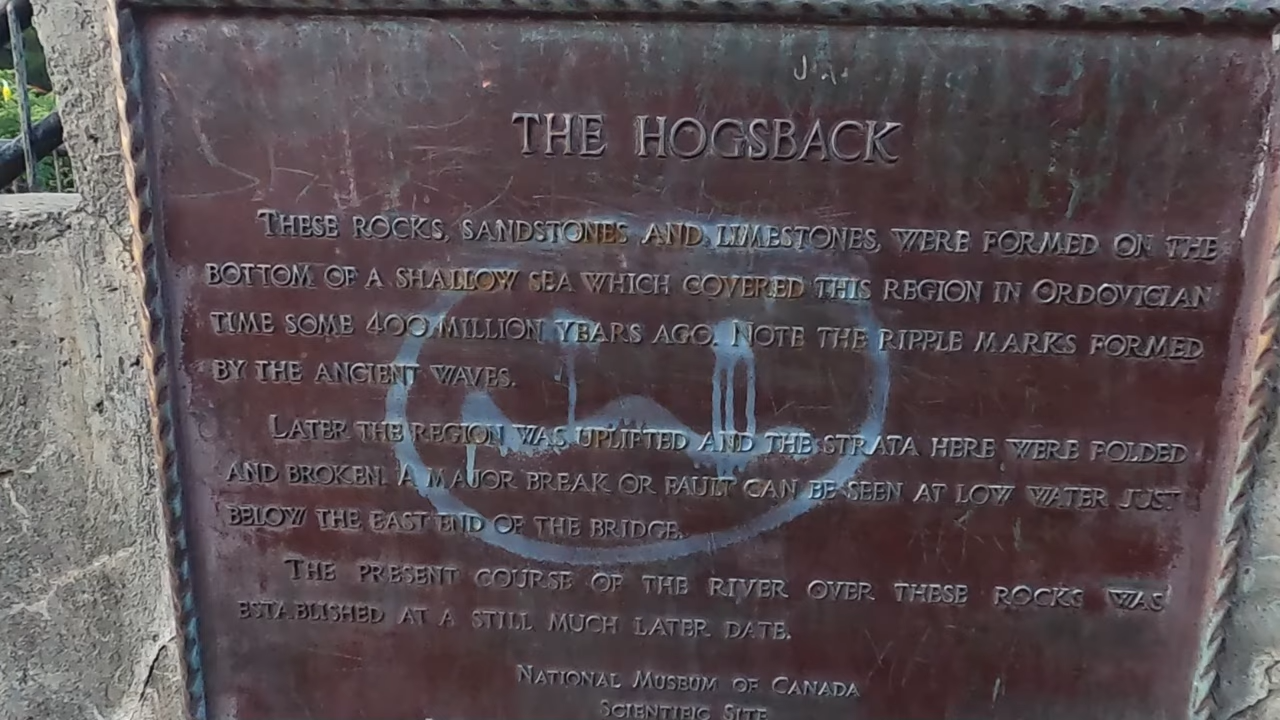 THE HOGSBACK
THESE ROCKS, SANDSTONES AND LIMESTONES, WERE FORMED ON THE
BOTTOM OF A SHALLOW SEA WHICH COVERED THIS REGION IN ORDOVICIAN
TIME SOME 400 MILLION YEARS AGO. NOTE THE RIPPLE MARKS FORMED
BY THE ANCIENT WAVES.
LATER THE REGION WAS UPLIFTED AND THE STRATA HERE WERE FOLDED
AND BROKEN. A MAJOR BREAK OR FAULT CAN BE SEEN AT LOW WATER JUST
BELOW THE EAST END OF THE BRIDGE.
THE PRESENT COURSE OF THE RIVER OVER THESE ROCKS WAS
ESTABLISHED AT A STILL MUCH LATER DATE.
NATIONAL MUSEUM OF CANADA
SCIENTIFIC SITE